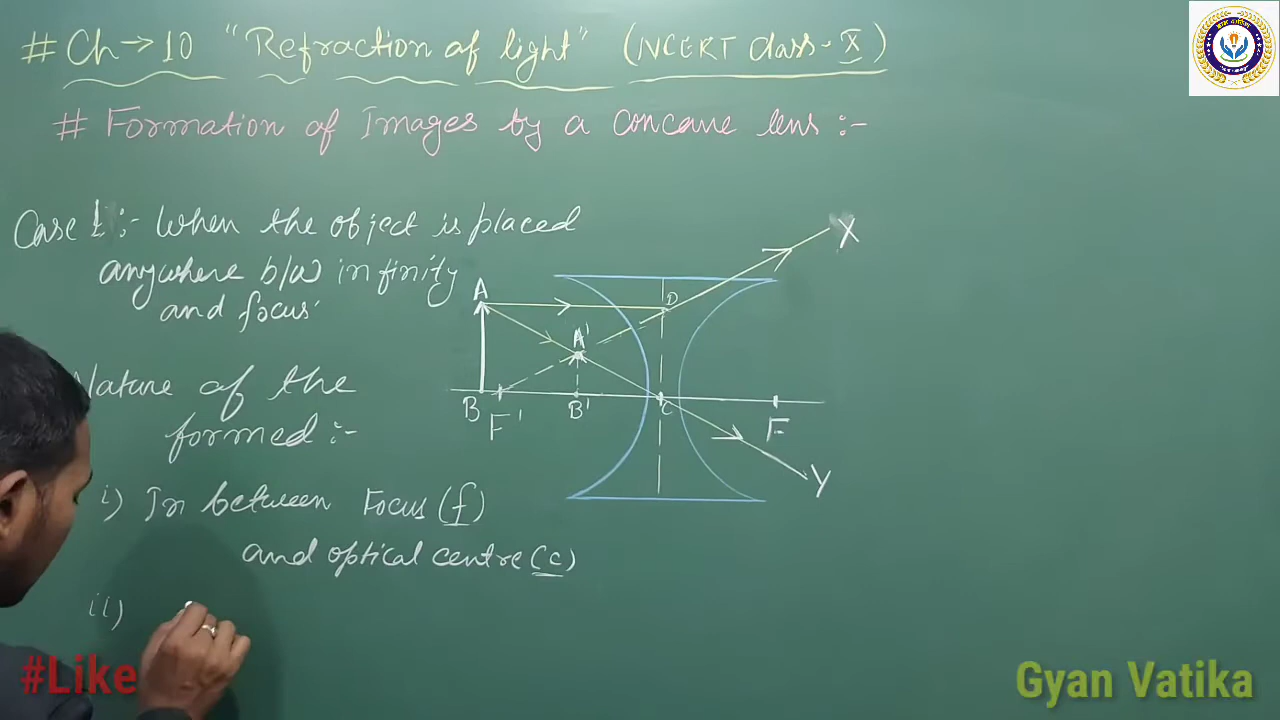 # Ch → 10 "Refraction of light" (NCERT Class - X)
# Formation of Images by a concave lens :-
Case I :- When the object is placed
anywhere b/w infinity
and focus
Nature of the
formed :-
i) In between Focus (f)
and optical centre (c)
ii)
A
D
X
A'
B
F'
B'
C
F
Y
#Like
Gyan Vatika